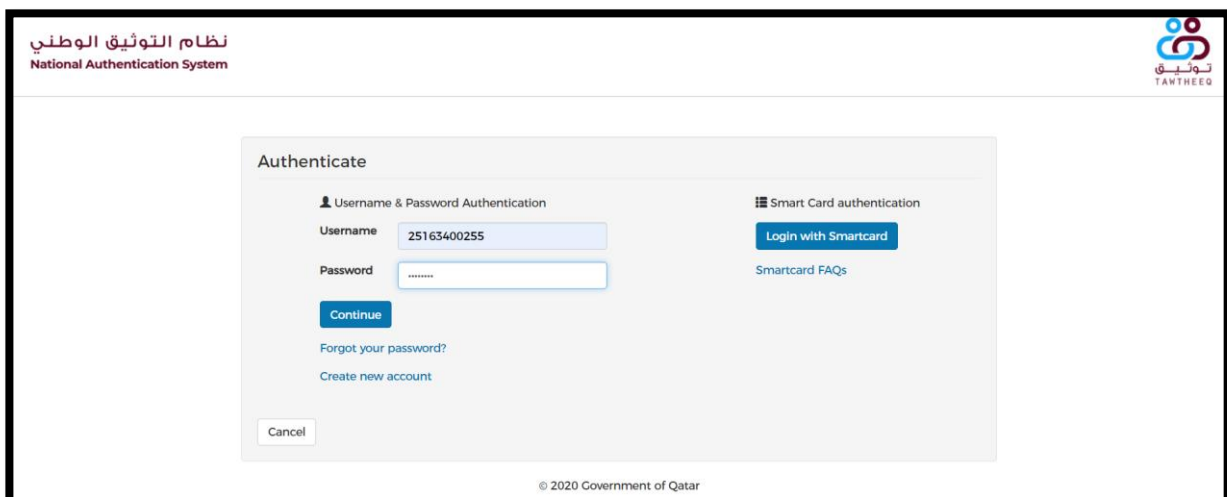 نظام التوثيق الوطني
National Authentication System
توثيق
TAWTHEEQ
Authenticate
Username & Password Authentication
Username 25163400255
Password ........
Continue
Forgot your password?
Create new account
Smart Card authentication
Login with Smartcard
Smartcard FAQs
Cancel
© 2020 Government of Qatar